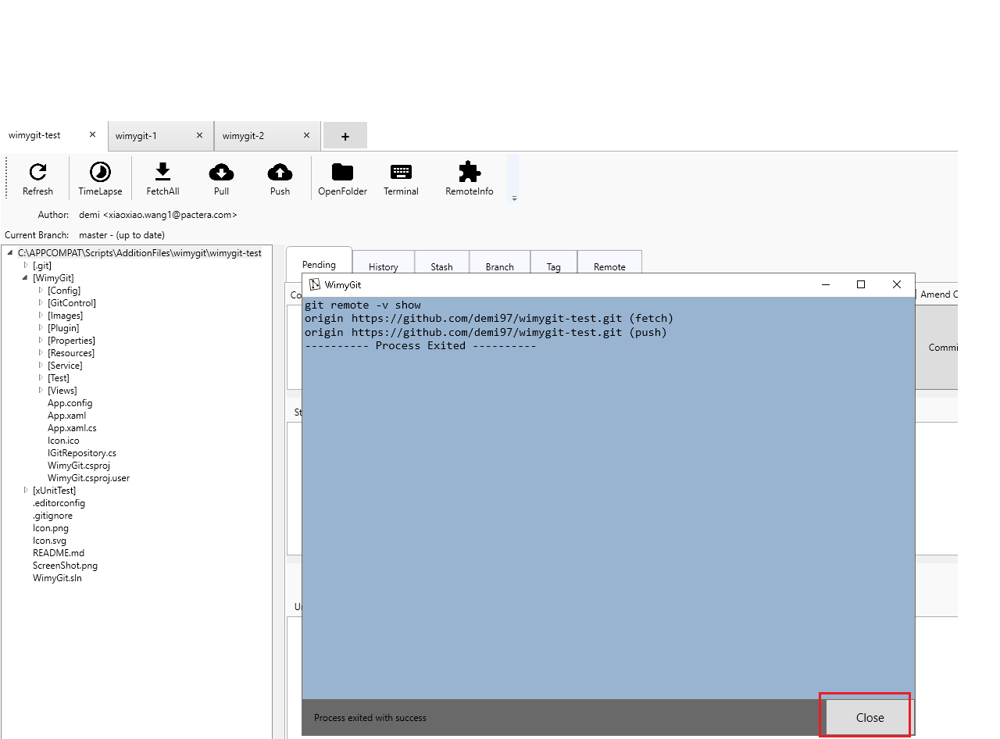 wimygit-test
wimygit-1
wimygit-2
+
Refresh
TimeLapse
FetchAll
Pull
Push
OpenFolder
Terminal
RemoteInfo
Author: demi <xiaoxiao.wang1@pactera.com>
Current Branch: master - (up to date)
C:\APPCOMPAT\Scripts\AdditionFiles\wimygit\wimygit-test
[.git]
[WimyGit]
[Config]
[GitControl]
[Images]
[Plugin]
[Properties]
[Resources]
[Service]
[Test]
[Views]
App.config
App.xaml
App.xaml.cs
Icon.ico
IGitRepository.cs
WimyGit.csproj
WimyGit.csproj.user
[xUnitTest]
.editorconfig
.gitignore
Icon.png
Icon.svg
README.md
ScreenShot.png
WimyGit.sln
Pending
History
Stash
Branch
Tag
Remote
Co
Amend C
Commi
St
Un
WimyGit
git remote -v show
origin https://github.com/demi97/wimygit-test.git (fetch)
origin https://github.com/demi97/wimygit-test.git (push)
---------- Process Exited ----------
Process exited with success
Close